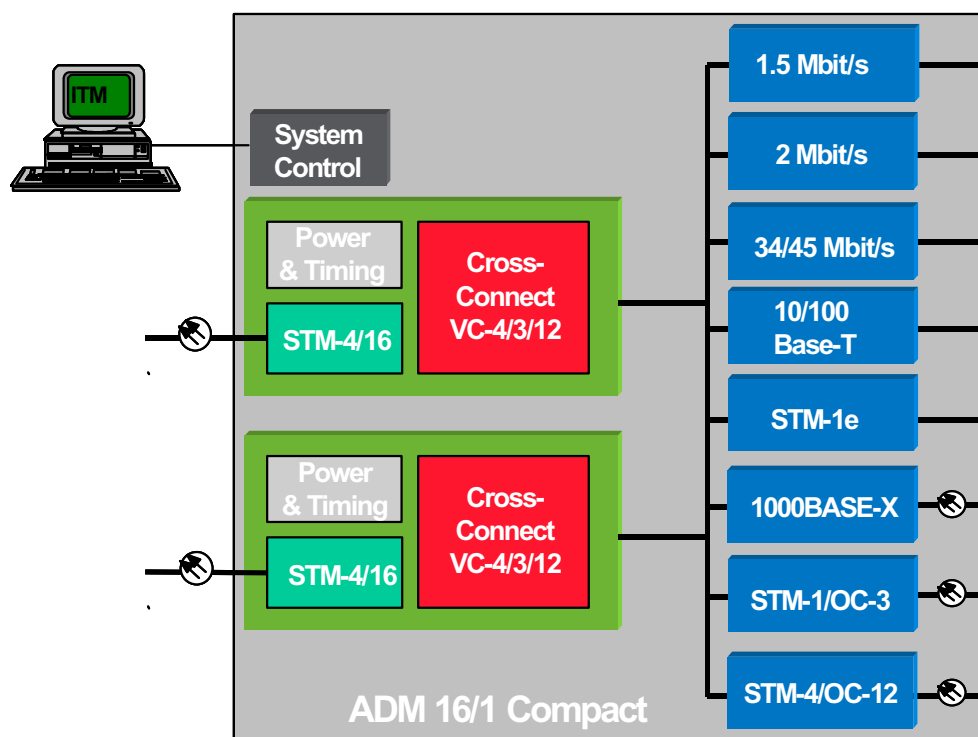 ITM
System
Control
Power
& Timing
Cross-
Connect
VC-4/3/12
STM-4/16
Power
& Timing
Cross-
Connect
VC-4/3/12
STM-4/16
1.5 Mbit/s
2 Mbit/s
34/45 Mbit/s
10/100
Base-T
STM-1e
1000BASE-X
STM-1/OC-3
STM-4/OC-12
ADM 16/1 Compact